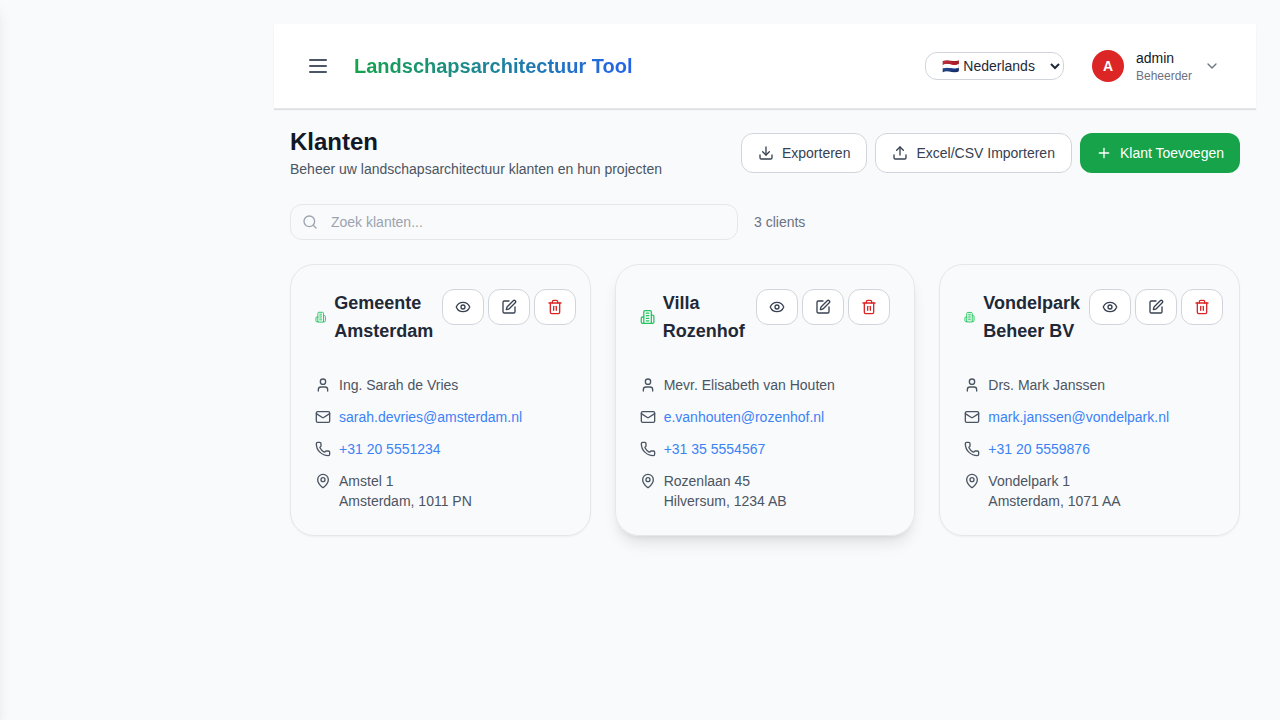 Landschapsarchitectuur Tool
🇳🇱 Nederlands
A
admin
Beheerder
Klanten
Beheer uw landschapsarchitectuur klanten en hun projecten
Exporteren
Excel/CSV Importeren
Klant Toevoegen
Zoek klanten...
3 clients
Gemeente
Amsterdam
Ing. Sarah de Vries
sarah.devries@amsterdam.nl
+31 20 5551234
Amstel 1
Amsterdam, 1011 PN
Villa
Rozenhof
Mevr. Elisabeth van Houten
e.vanhouten@rozenhof.nl
+31 35 5554567
Rozenlaan 45
Hilversum, 1234 AB
Vondelpark
Beheer BV
Drs. Mark Janssen
mark.janssen@vondelpark.nl
+31 20 5559876
Vondelpark 1
Amsterdam, 1071 AA